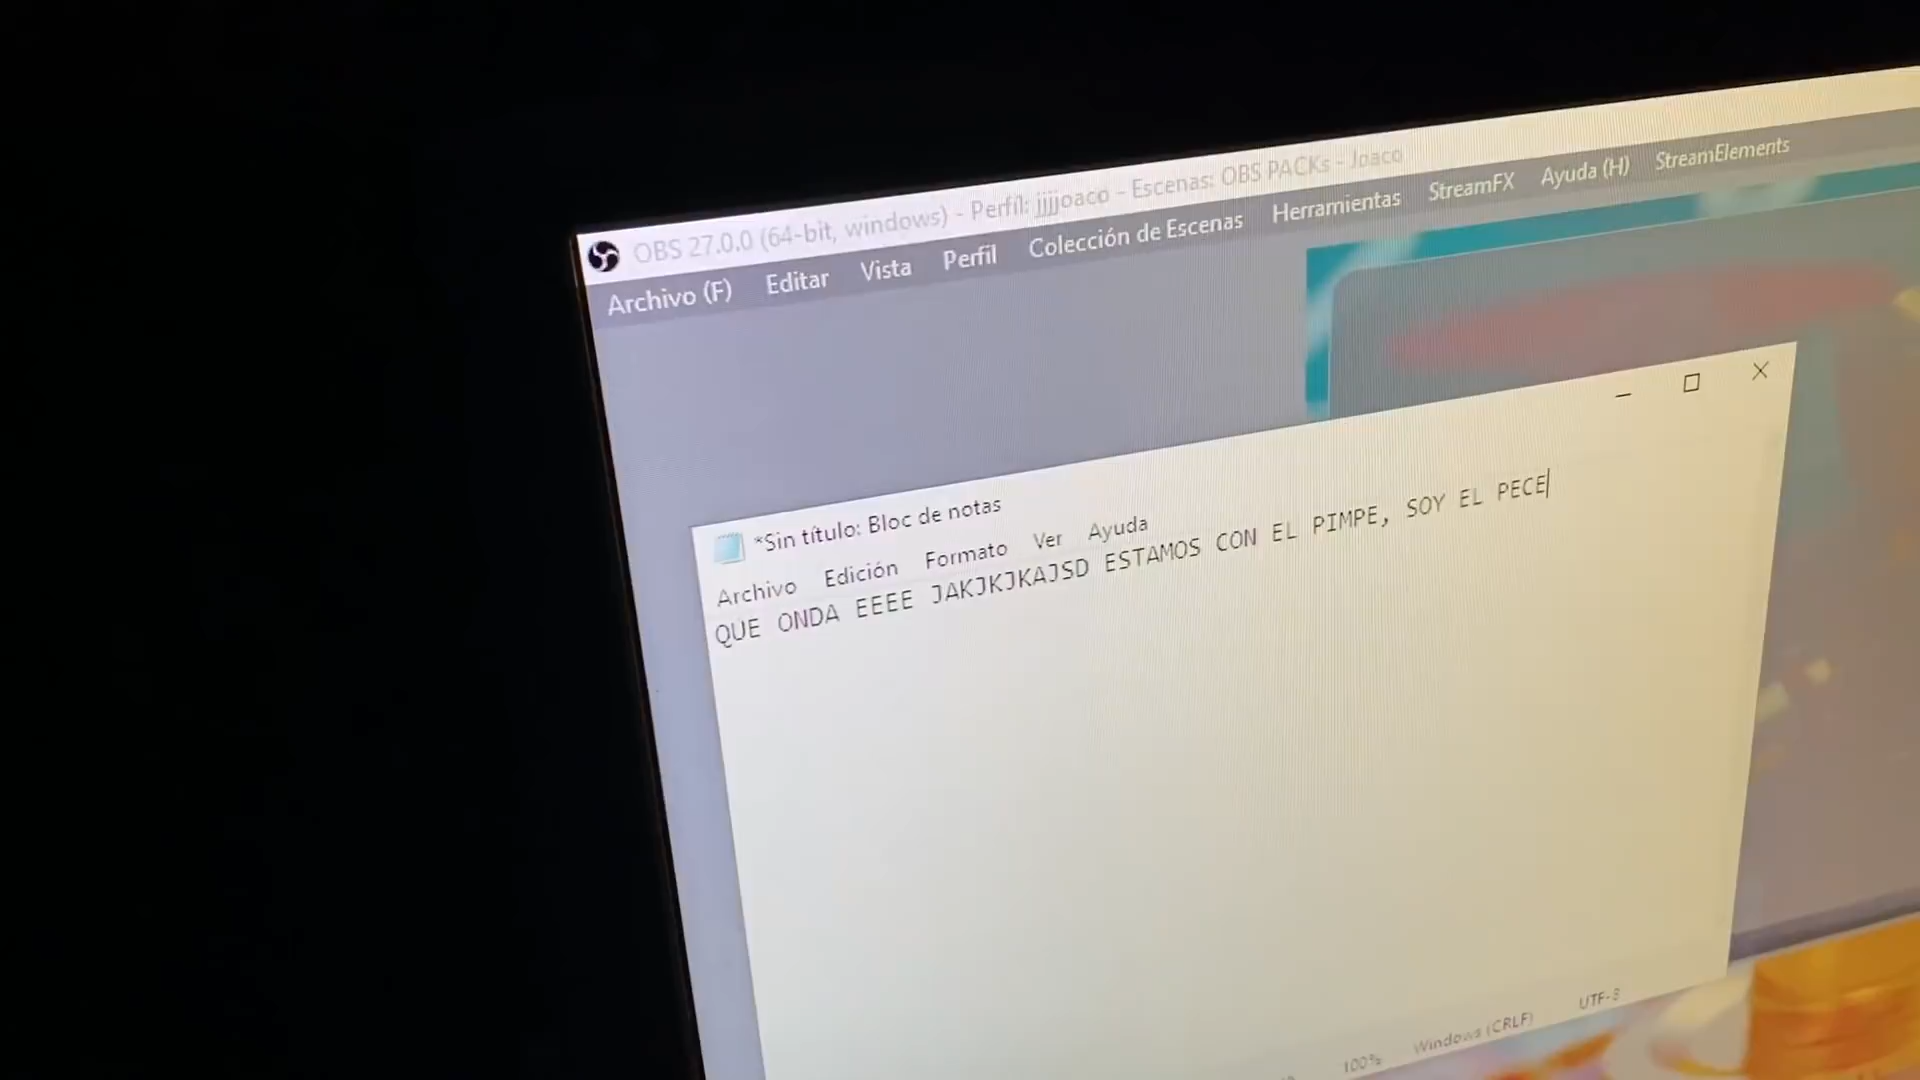 OBS 27.0.0 (64-bit, windows) - Perfil: jjjjoaco - Escenas: OBS PACKs - Joaco
Archivo (F) Editar Vista Perfil Colección de Escenas Herramientas StreamFX Ayuda (H) StreamElements
*Sin título: Bloc de notas
Archivo Edición Formato Ver Ayuda
QUE ONDA EEEE JAKJKJKAJSD ESTAMOS CON EL PIMPE, SOY EL PECE
100% Windows (CRLF) UTF-8